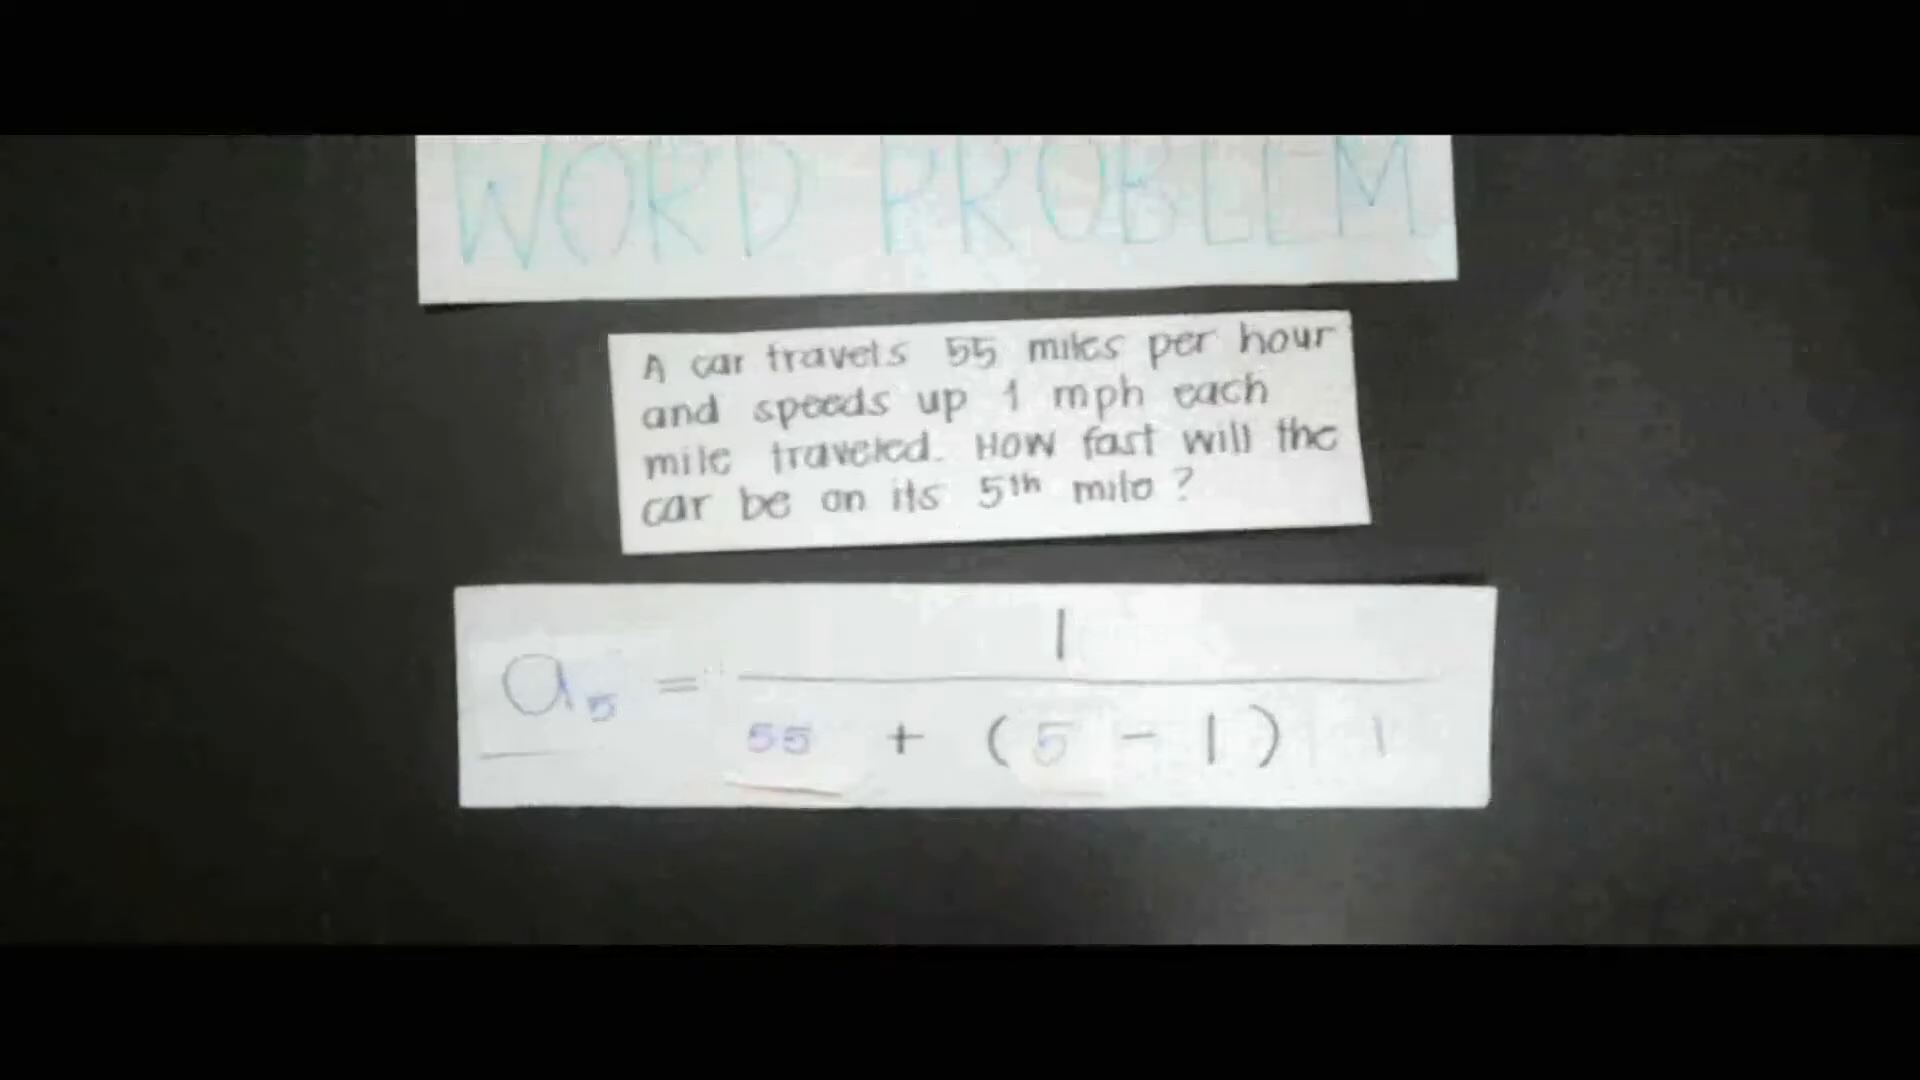 WORD PROBLEM
A car travels 55 miles per hour
and speeds up 1 mph each
mile traveled. How fast will the
car be on its 5th mile?
a5 = 1
55 + (5 - 1) 1